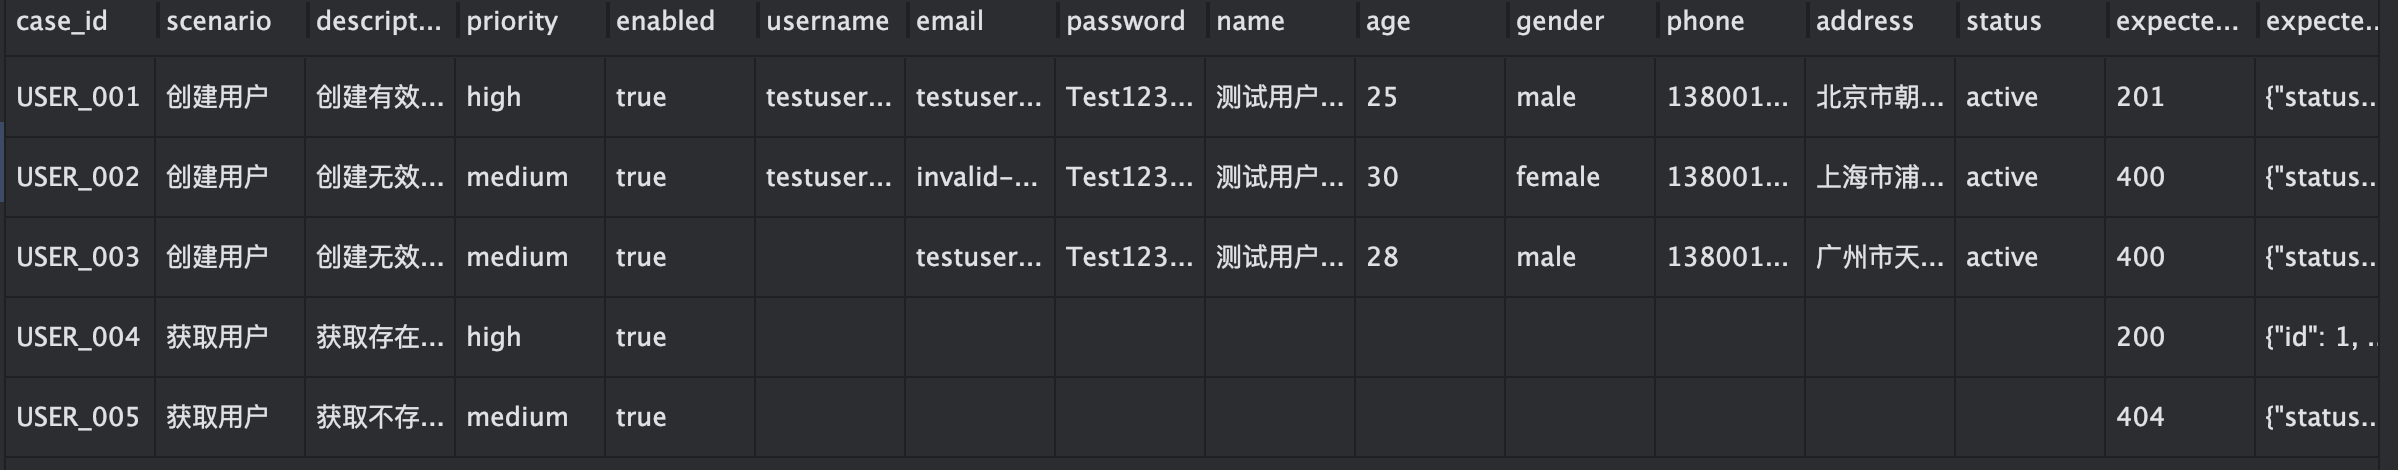 case_id scenario descript... priority enabled username email password name age gender phone address status expecte... expecte..
USER_001 创建用户 创建有效... high true testuser... testuser... Test123... 测试用户... 25 male 138001... 北京市朝... active 201 {"status..
USER_002 创建用户 创建无效... medium true testuser... invalid-... Test123... 测试用户... 30 female 138001... 上海市浦... active 400 {"status..
USER_003 创建用户 创建无效... medium true testuser... Test123... 测试用户... 28 male 138001... 广州市天... active 400 {"status..
USER_004 获取用户 获取存在... high true 200 {"id": 1, ..
USER_005 获取用户 获取不存... medium true 404 {"status..